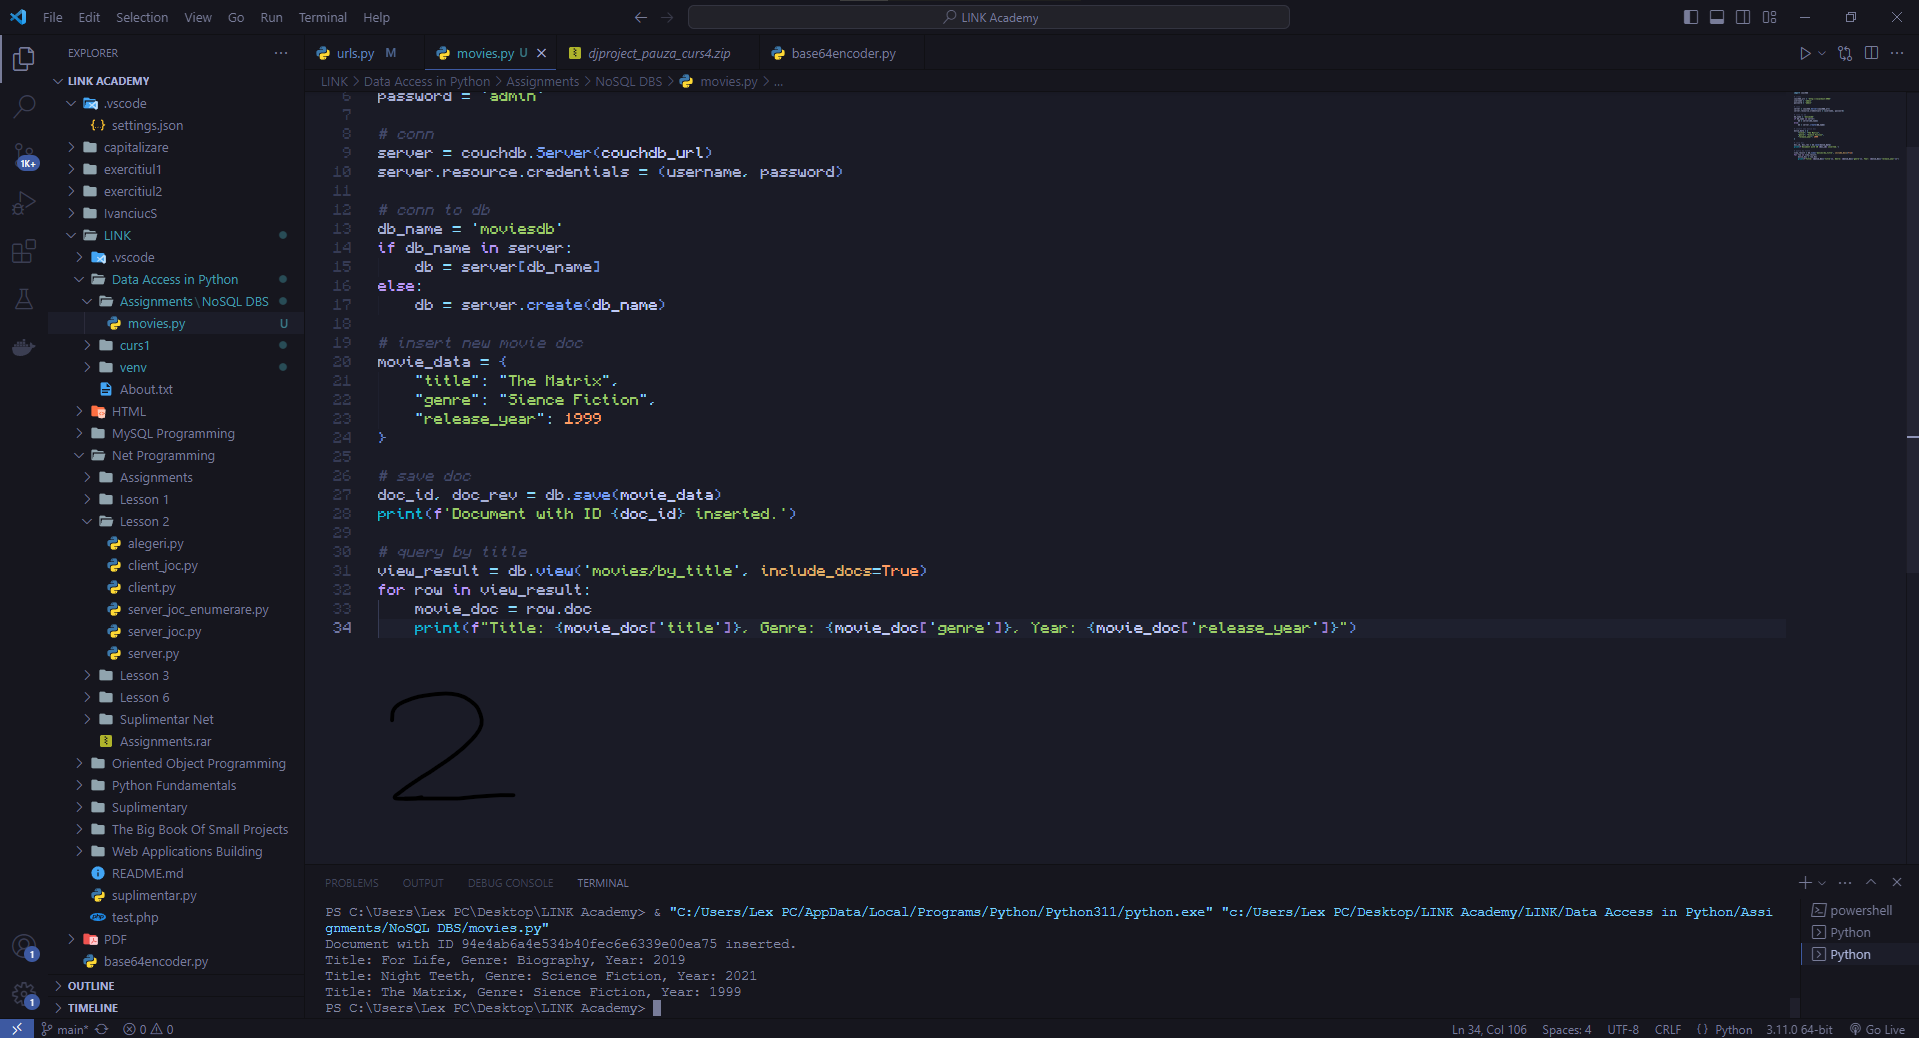 File Edit Selection View Go Run Terminal Help
LINK Academy
EXPLORER
LINK ACADEMY
.vscode
settings.json
capitalizare
exercitiul1
exercitiul2
IvanciucS
LINK
.vscode
Data Access in Python
Assignments \ NoSQL DBS
movies.py U
curs1
venv
About.txt
HTML
MySQL Programming
Net Programming
Assignments
Lesson 1
Lesson 2
alegeri.py
client_joc.py
client.py
server_joc_enumerare.py
server_joc.py
server.py
Lesson 3
Lesson 6
Suplimentar Net
Assignments.rar
Oriented Object Programming
Python Fundamentals
Suplimentary
The Big Book Of Small Projects
Web Applications Building
README.md
suplimentar.py
test.php
PDF
base64encoder.py
OUTLINE
TIMELINE
1K+
1
1
urls.py M movies.py U djproject_pauza_curs4.zip base64encoder.py
LINK > Data Access in Python > Assignments > NoSQL DBS > movies.py > ...
6 password = 'admin'
7
8 # conn
9 server = couchdb.Server(couchdb_url)
10 server.resource.credentials = (username, password)
11
12 # conn to db
13 db_name = 'moviesdb'
14 if db_name in server:
15 db = server[db_name]
16 else:
17 db = server.create(db_name)
18
19 # insert new movie doc
20 movie_data = {
21 "title": "The Matrix",
22 "genre": "Sience Fiction",
23 "release_year": 1999
24 }
25
26 # save doc
27 doc_id, doc_rev = db.save(movie_data)
28 print(f'Document with ID {doc_id} inserted.')
29
30 # query by title
31 view_result = db.view('movies/by_title', include_docs=True)
32 for row in view_result:
33 movie_doc = row.doc
34 print(f"Title: {movie_doc['title']}, Genre: {movie_doc['genre']}, Year: {movie_doc['release_year']}")
2
PROBLEMS OUTPUT DEBUG CONSOLE TERMINAL
PS C:\Users\Lex PC\Desktop\LINK Academy> & "C:/Users/Lex PC/AppData/Local/Programs/Python/Python311/python.exe" "c:/Users/Lex PC/Desktop/LINK Academy/LINK/Data Access in Python/Assi
gnments/NoSQL DBS/movies.py"
Document with ID 94e4ab6a4e534b40fec6e6339e00ea75 inserted.
Title: For Life, Genre: Biography, Year: 2019
Title: Night Teeth, Genre: Science Fiction, Year: 2021
Title: The Matrix, Genre: Sience Fiction, Year: 1999
PS C:\Users\Lex PC\Desktop\LINK Academy>
powershell
Python
Python
main* 0 0 Ln 34, Col 106 Spaces: 4 UTF-8 CRLF {} Python 3.11.0 64-bit Go Live